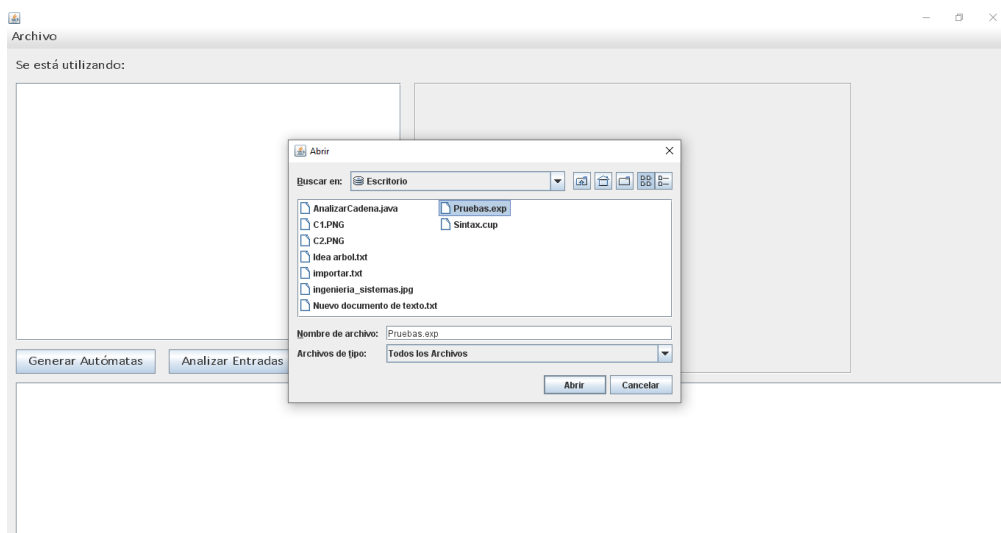 Archivo
Se está utilizando:
Abrir
Buscar en: Escritorio
AnalizarCadena.java
C1.PNG
C2.PNG
Idea arbol.txt
importar.txt
ingenieria_sistemas.jpg
Nuevo documento de texto.txt
Pruebas.exp
Sintax.cup
Nombre de archivo: Pruebas.exp
Archivos de tipo: Todos los Archivos
Abrir Cancelar
Generar Autómatas Analizar Entradas